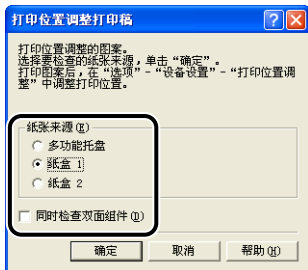 打印位置调整打印稿
打印位置调整的图案。
选择要检查的纸张来源，单击“确定”。
打印图案后，在“选项”-“设备设置”-“打印位置调
整”中调整打印位置。
纸张来源(E)
多功能托盘
纸盒 1
纸盒 2
同时检查双面组件(D)
确定
取消
帮助(H)